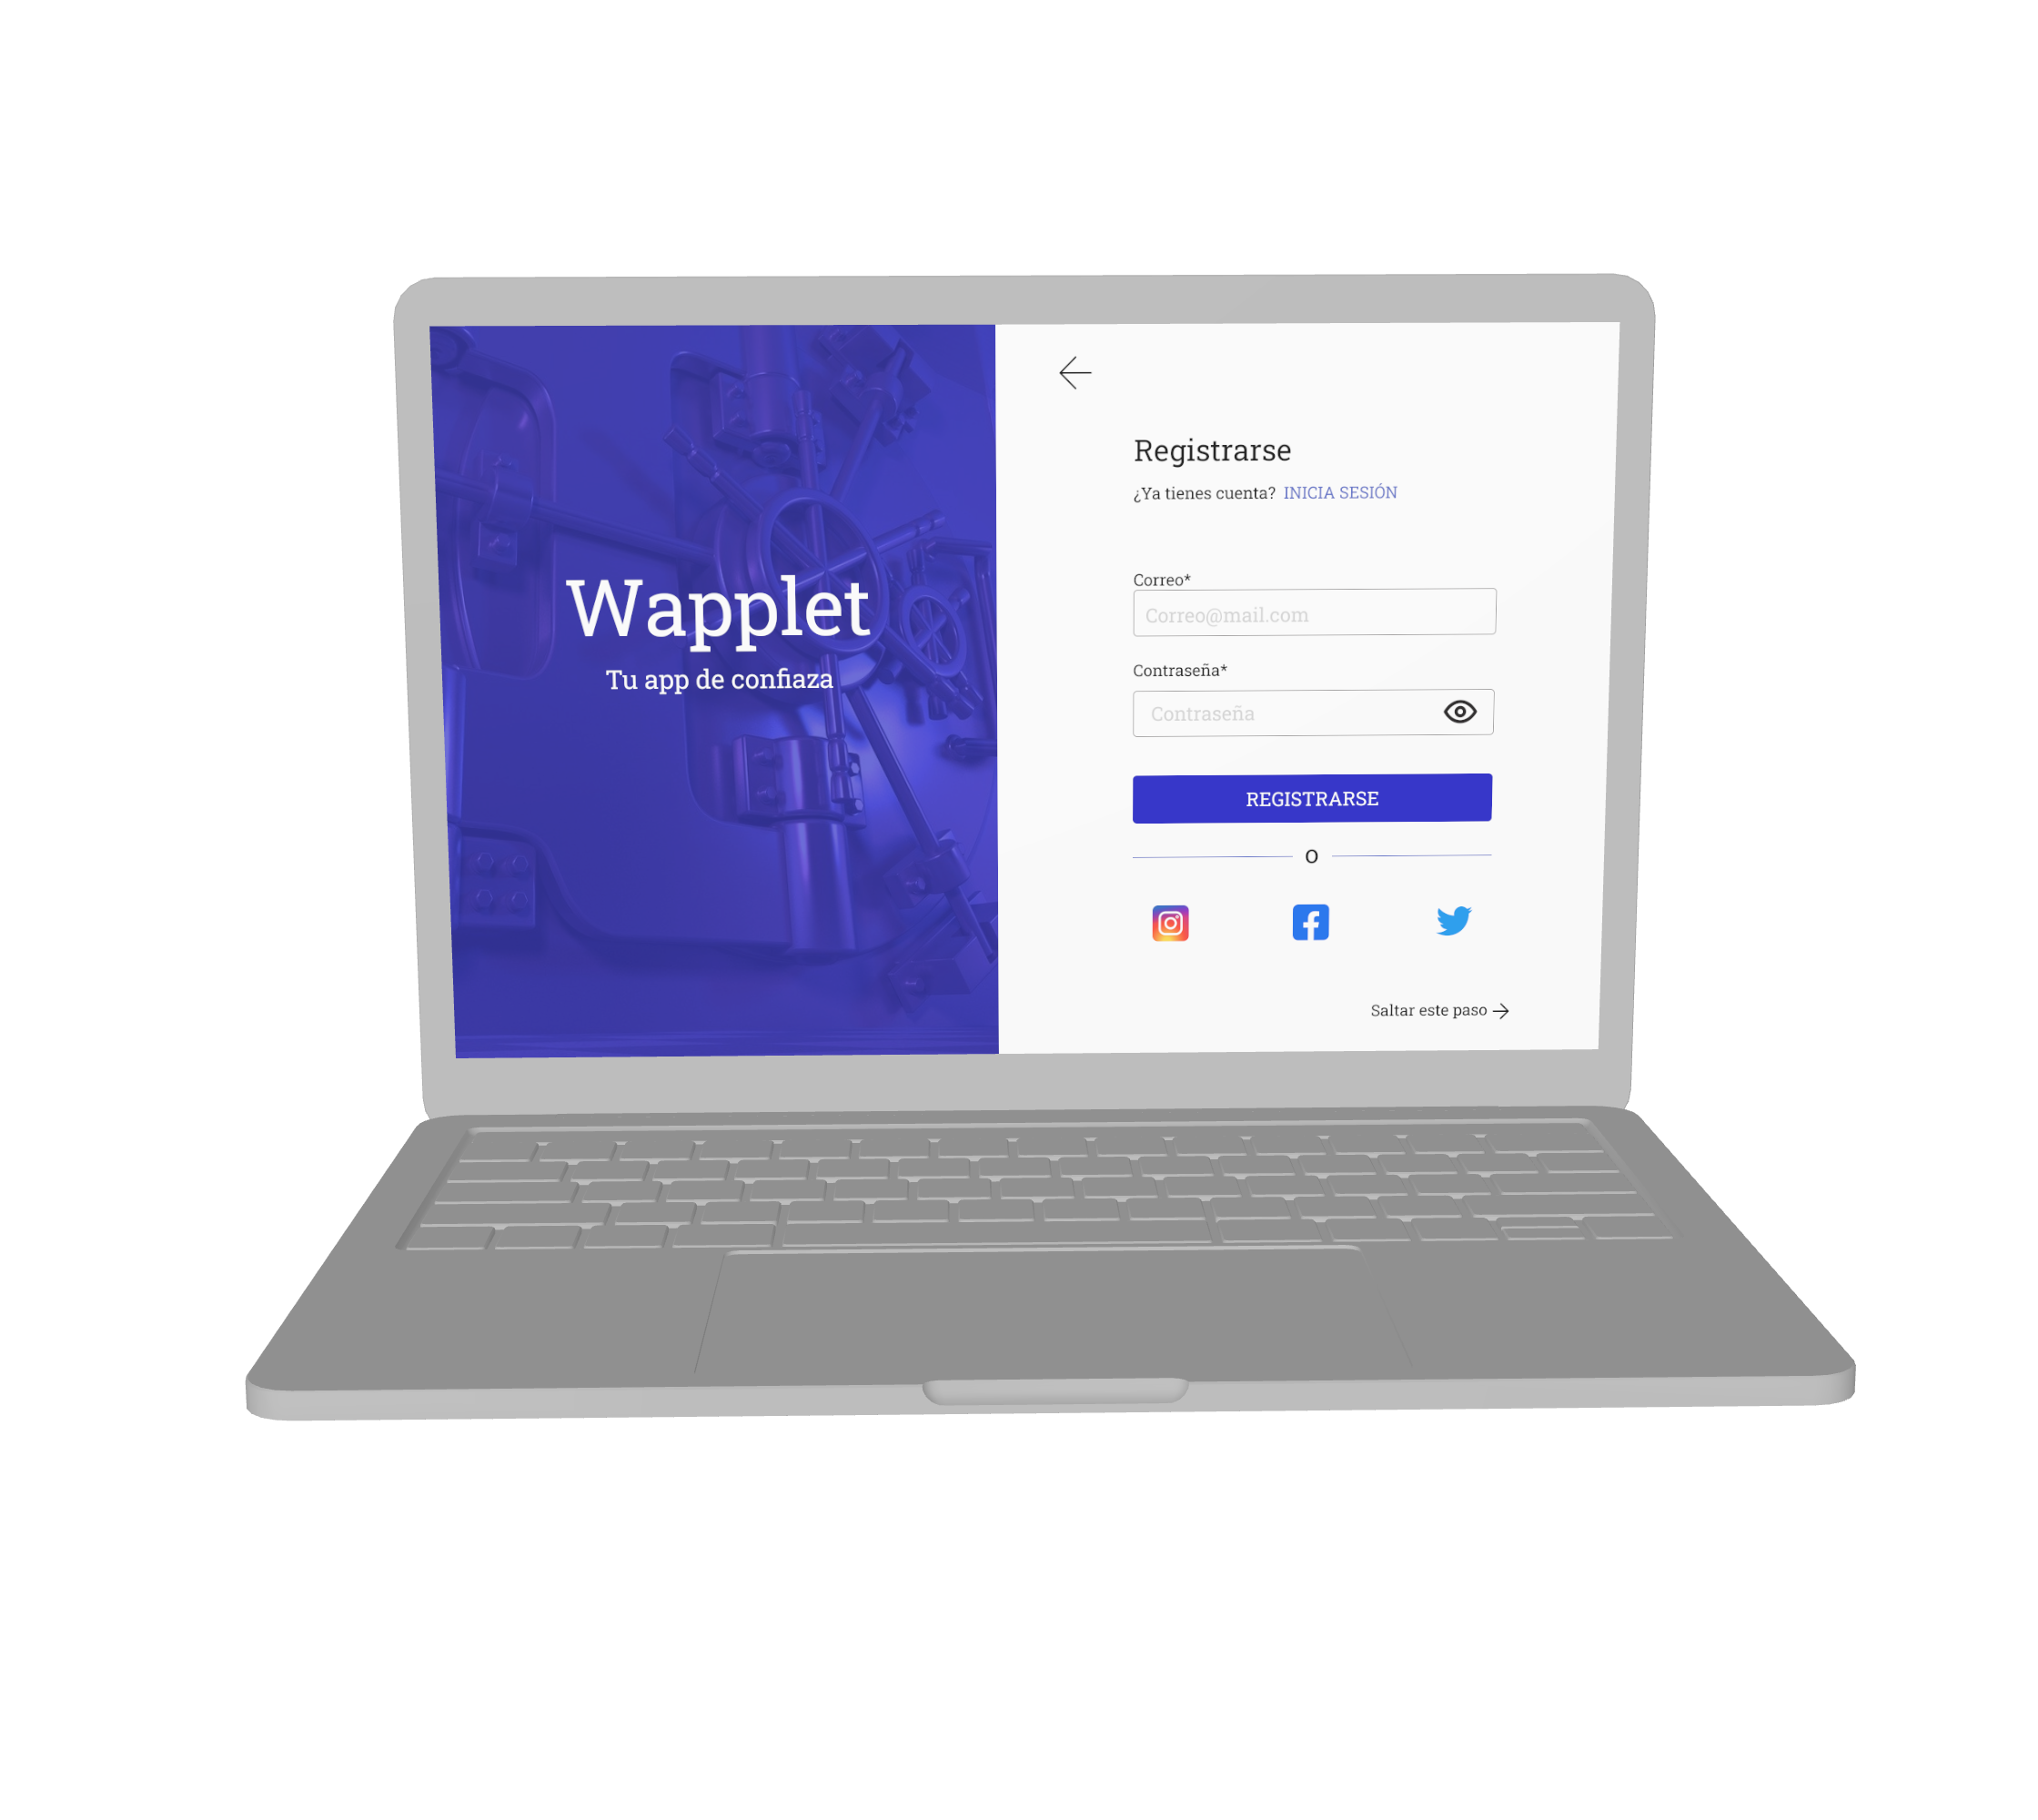 Wapplet
Tu app de confiaza
Registrarse
¿Ya tienes cuenta? INICIA SESIÓN
Correo*
Correo@mail.com
Contraseña*
Contraseña
REGISTRARSE
O
Saltar este paso